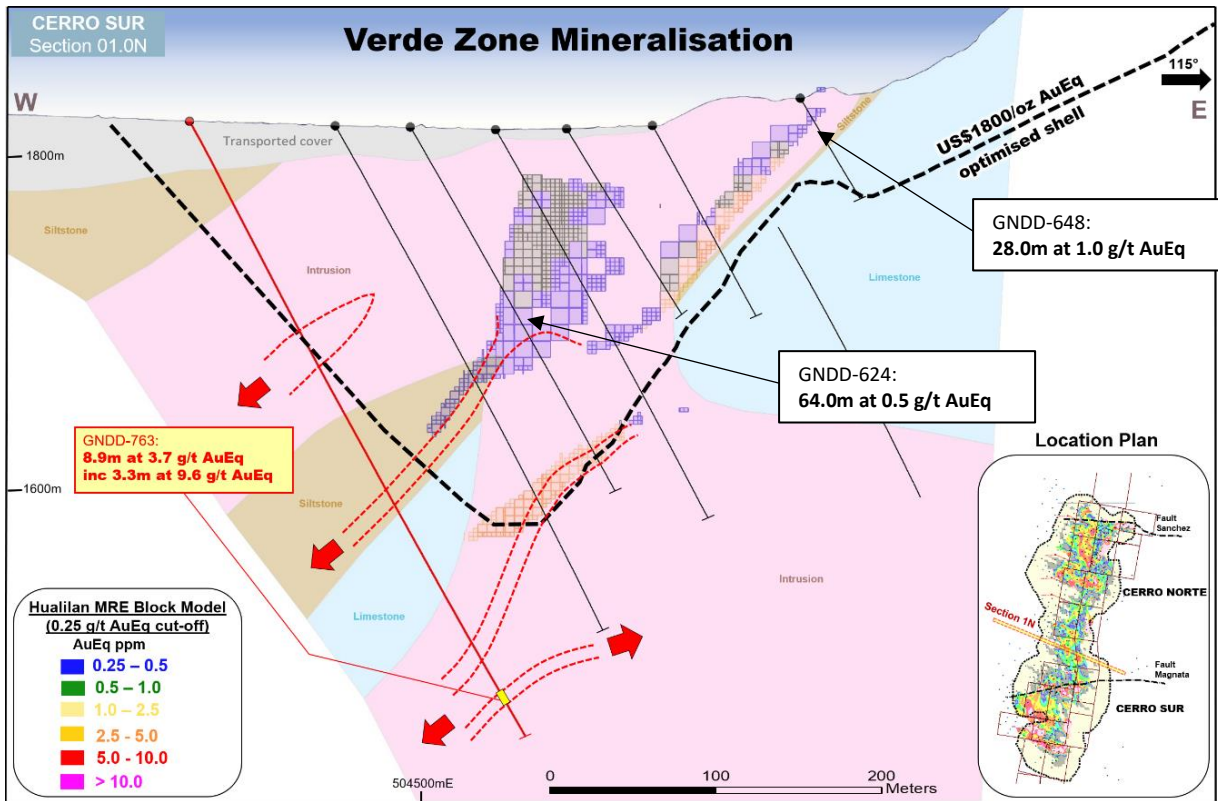 CERRO SUR
Section 01.0N
Verde Zone Mineralisation
115°
W
E
US$1800/oz AuEq
optimised shell
Transported cover
Siltstone
1800m
GNDD-648:
28.0m at 1.0 g/t AuEq
Siltstone
Intrusion
Limestone
GNDD-624:
64.0m at 0.5 g/t AuEq
GNDD-763:
8.9m at 3.7 g/t AuEq
inc 3.3m at 9.6 g/t AuEq
1600m
Siltstone
Limestone
Intrusion
Location Plan
Fault
Sanchez
CERRO NORTE
Section 1N
Fault
Magnata
CERRO SUR
Hualilan MRE Block Model
(0.25 g/t AuEq cut-off)
AuEq ppm
0.25 – 0.5
0.5 – 1.0
1.0 – 2.5
2.5 - 5.0
5.0 - 10.0
> 10.0
504500mE
0
100
200
Meters